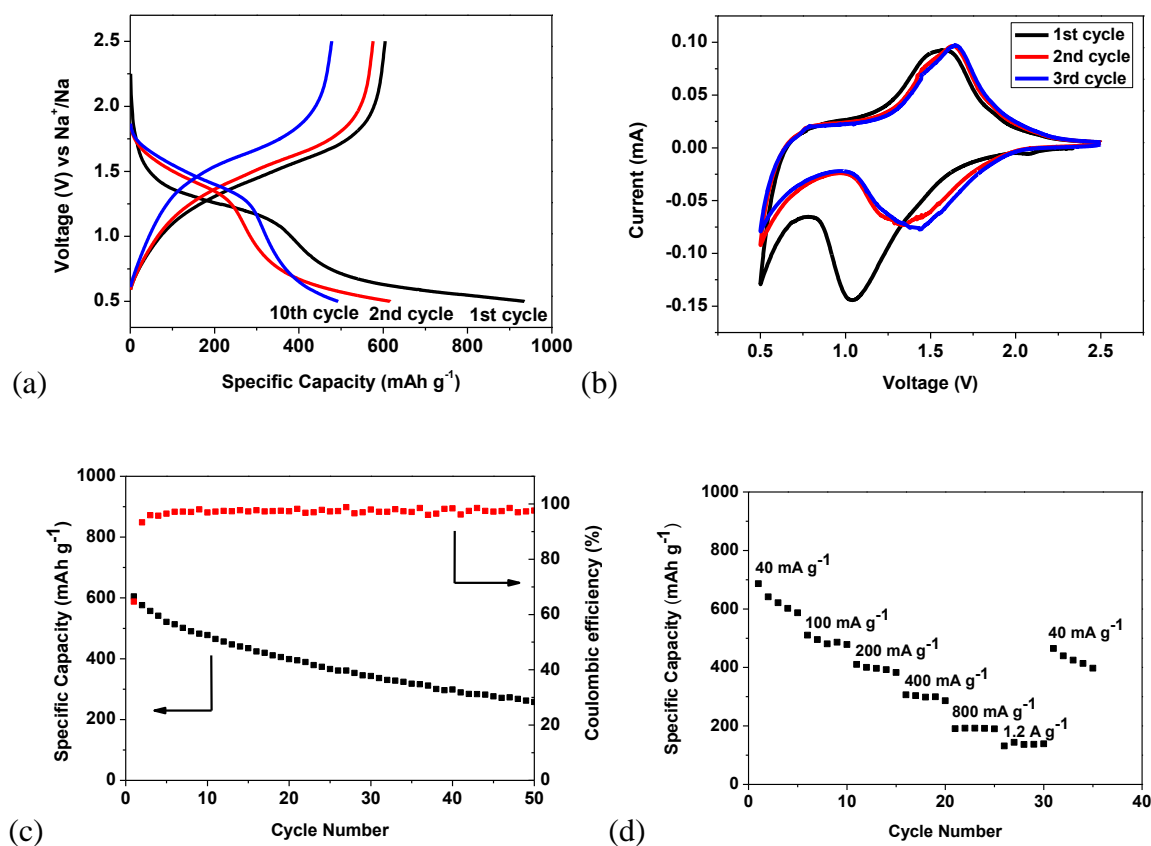 2.5
2.0
1.5
1.0
0.5
Voltage (V) vs Na⁺/Na
10th cycle 2nd cycle 1st cycle
0 200 400 600 800 1000
Specific Capacity (mAh g⁻¹)
(a)
0.10
0.05
0.00
-0.05
-0.10
-0.15
Current (mA)
1st cycle
2nd cycle
3rd cycle
0.5 1.0 1.5 2.0 2.5
Voltage (V)
(b)
1000
800
600
400
200
0
Specific Capacity (mAh g⁻¹)
100
80
60
40
20
0
Coulombic efficiency (%)
0 10 20 30 40 50
Cycle Number
(c)
1000
800
600
400
200
0
Specific Capacity (mAh g⁻¹)
40 mA g⁻¹
100 mA g⁻¹
200 mA g⁻¹
400 mA g⁻¹
800 mA g⁻¹
1.2 A g⁻¹
40 mA g⁻¹
0 10 20 30 40
Cycle Number
(d)